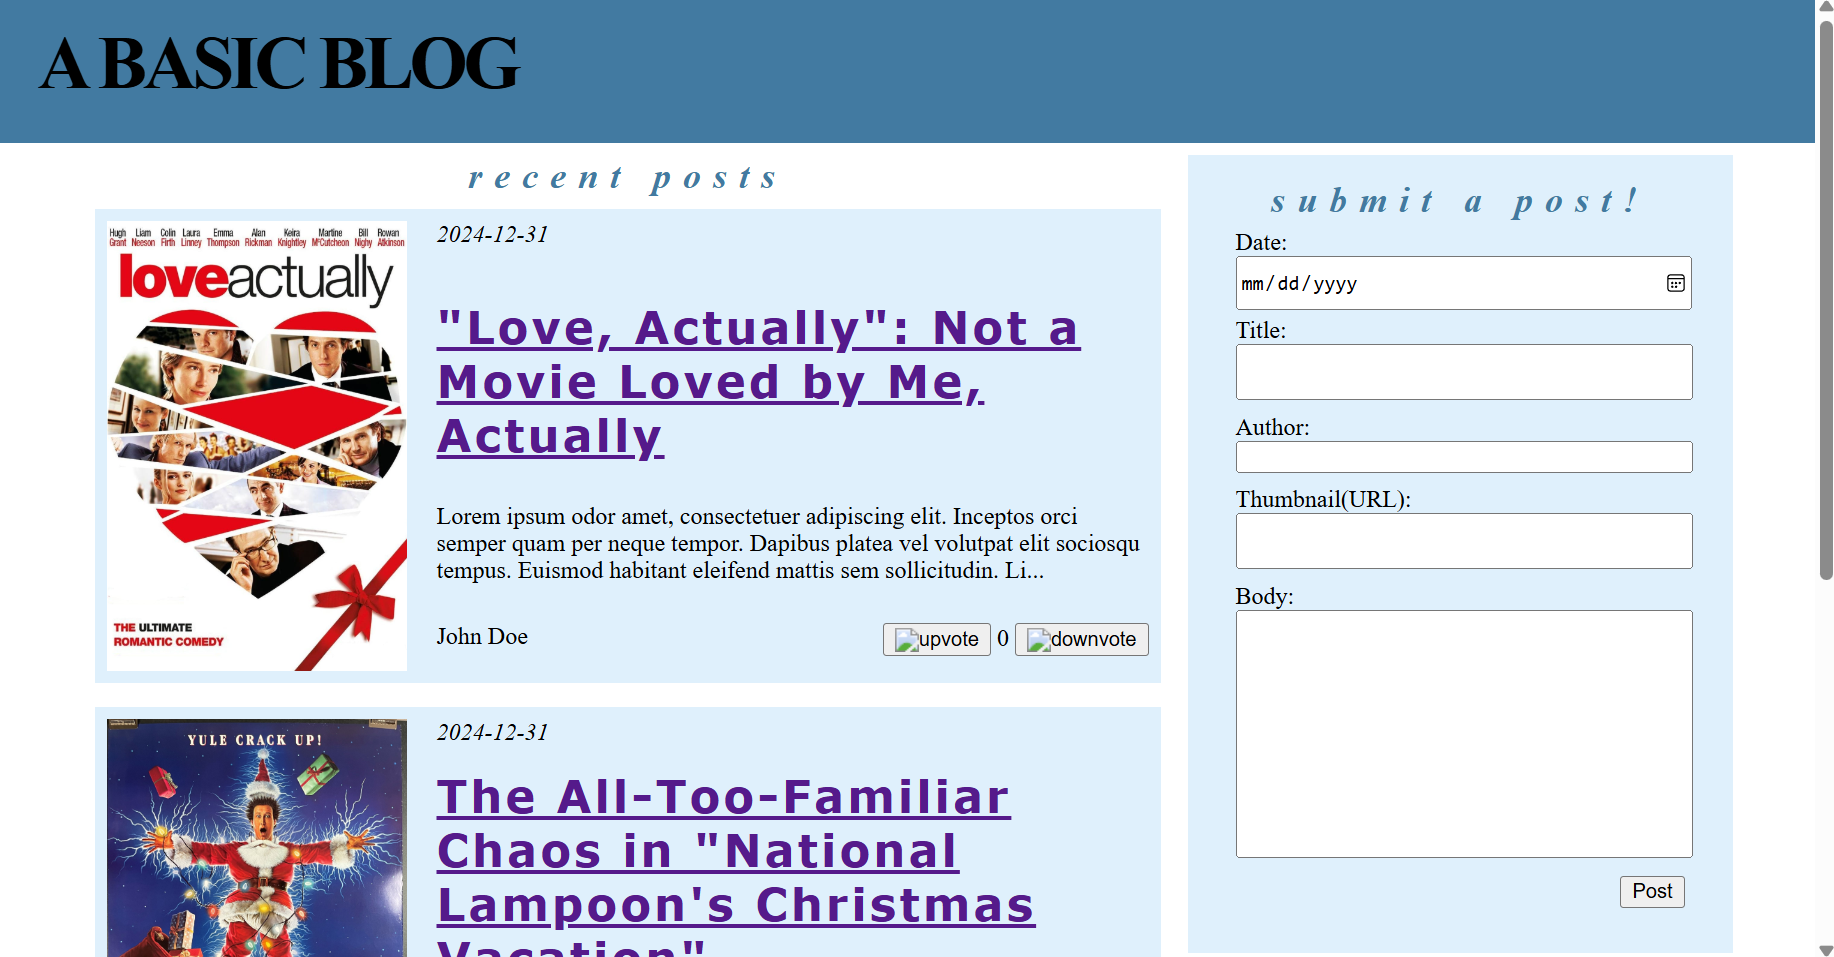 A BASIC BLOG
recent posts
Hugh Grant Liam Neeson Colin Firth Laura Linney Emma Thompson Alan Rickman Keira Knightley Martine McCutcheon Bill Nighy Rowan Atkinson
loveactually
THE ULTIMATE
ROMANTIC COMEDY
2024-12-31
"Love, Actually": Not a
Movie Loved by Me,
Actually
Lorem ipsum odor amet, consectetuer adipiscing elit. Inceptos orci
semper quam per neque tempor. Dapibus platea vel volutpat elit sociosqu
tempus. Euismod habitant eleifend mattis sem sollicitudin. Li...
John Doe
upvote 0 downvote
YULE CRACK UP!
2024-12-31
The All-Too-Familiar
Chaos in "National
Lampoon's Christmas
Vacation"
submit a post!
Date:
mm/dd/yyyy
Title:
Author:
Thumbnail(URL):
Body:
Post